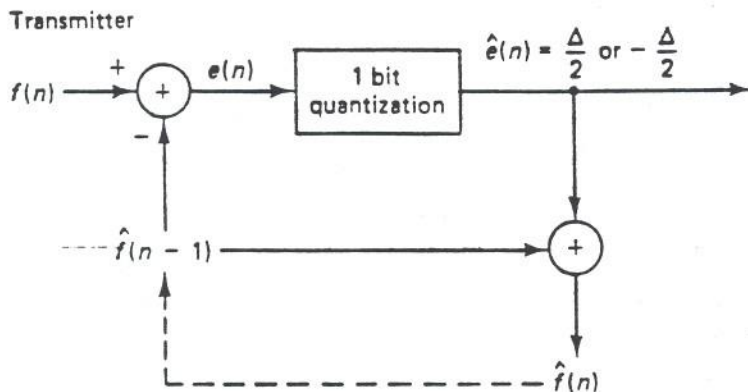 Transmitter
+
f(n)
+
e(n)
1 bit
quantization
ê(n) = Δ/2 or - Δ/2
−
f̂(n - 1)
+
f̂(n)